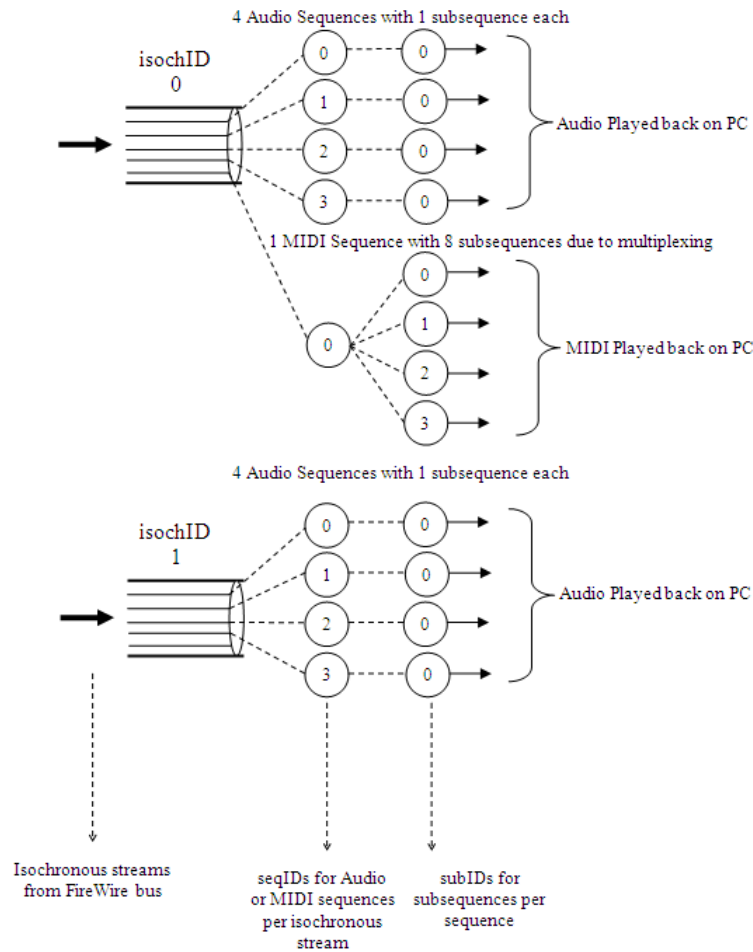 4 Audio Sequences with 1 subsequence each
isochID
0
0 0
1 0
2 0
3 0
Audio Played back on PC
1 MIDI Sequence with 8 subsequences due to multiplexing
0
0
1
2
3
MIDI Played back on PC
4 Audio Sequences with 1 subsequence each
isochID
1
0 0
1 0
2 0
3 0
Audio Played back on PC
Isochronous streams
from FireWire bus
seqIDs for Audio
or MIDI sequences
per isochronous
stream
subIDs for
subsequences per
sequence